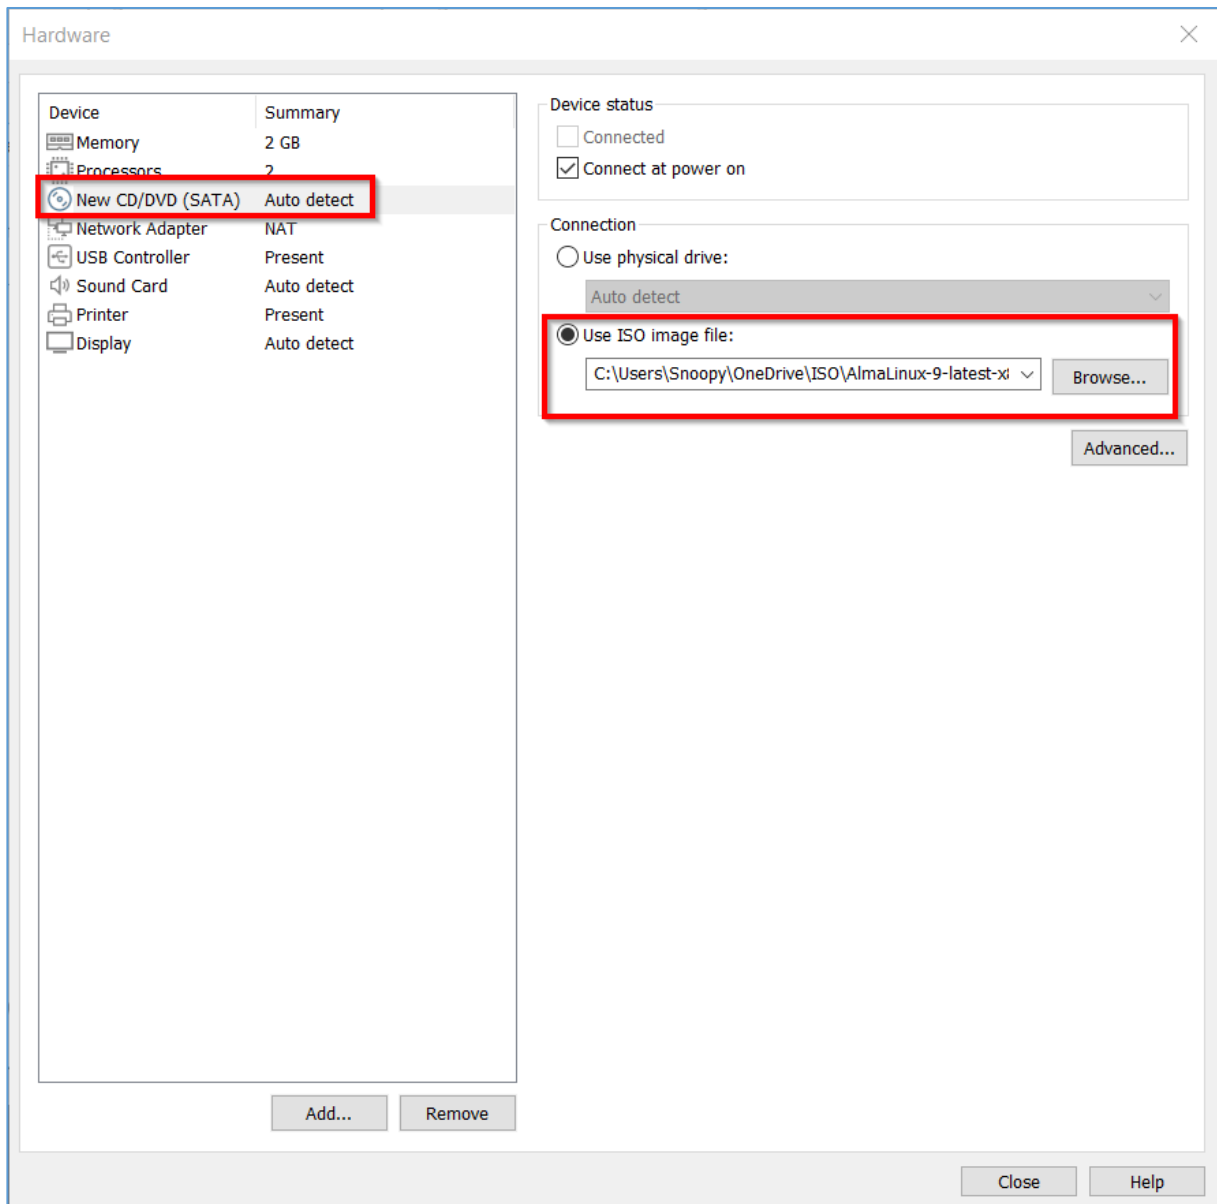 Hardware
Device Summary
Memory 2 GB
Processors 2
New CD/DVD (SATA) Auto detect
Network Adapter NAT
USB Controller Present
Sound Card Auto detect
Printer Present
Display Auto detect
Add... Remove
Device status
Connected
Connect at power on
Connection
Use physical drive:
Auto detect
Use ISO image file:
C:\Users\Snoopy\OneDrive\ISO\AlmaLinux-9-latest-x8
Browse...
Advanced...
Close Help